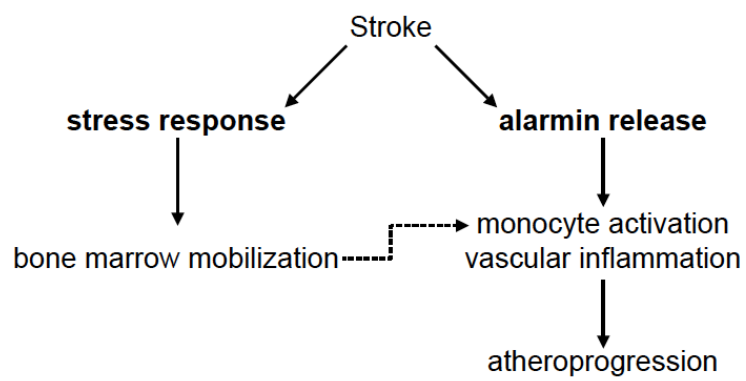 Stroke
stress response
alarmin release
bone marrow mobilization
monocyte activation
vascular inflammation
atheroprogression